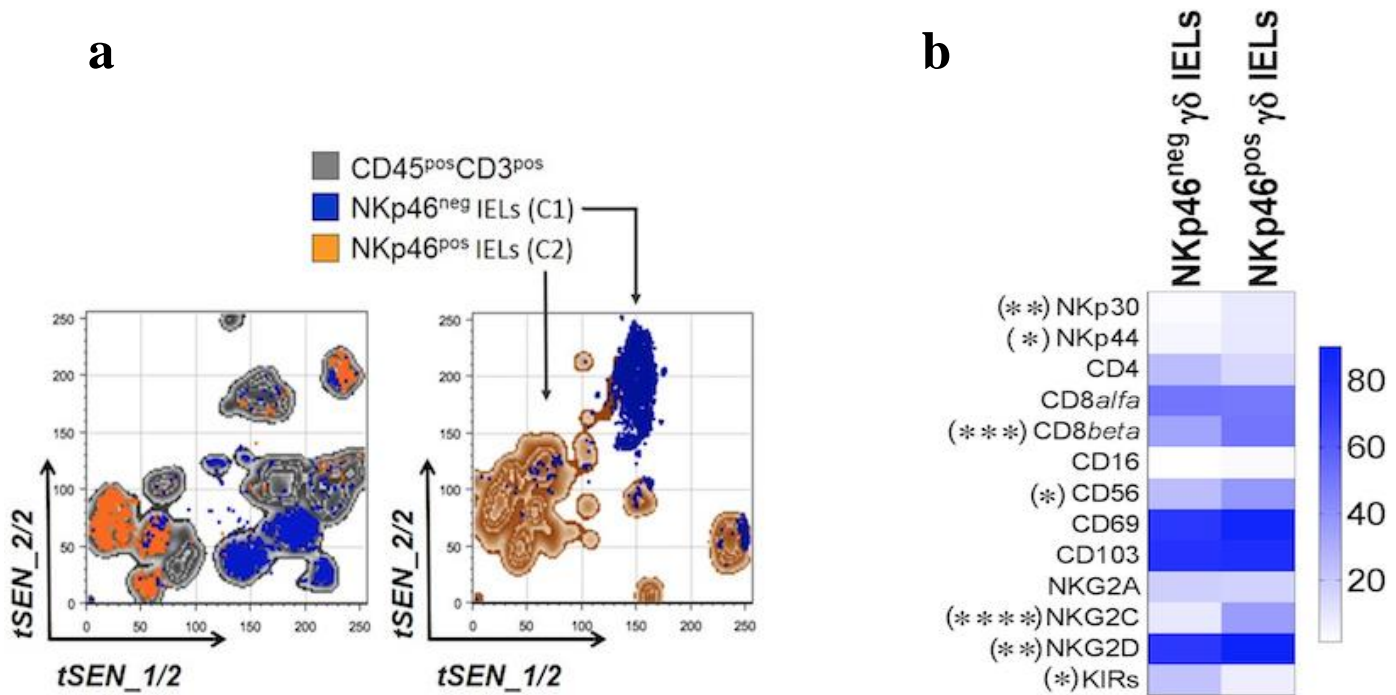 a
CD45posCD3pos
NKp46neg IELs (C1)
NKp46pos IELs (C2)
250
200
150
100
50
0
0 50 100 150 200 250
tSEN_2/2
tSEN_1/2
250
200
150
100
50
0
0 50 100 150 200 250
tSEN_2/2
tSEN_1/2
b
NKp46neg γδ IELs
NKp46pos γδ IELs
(**) NKp30
(*) NKp44
CD4
CD8alfa
(***) CD8beta
CD16
(*) CD56
CD69
CD103
NKG2A
(****) NKG2C
(**) NKG2D
(*) KIRs
80
60
40
20